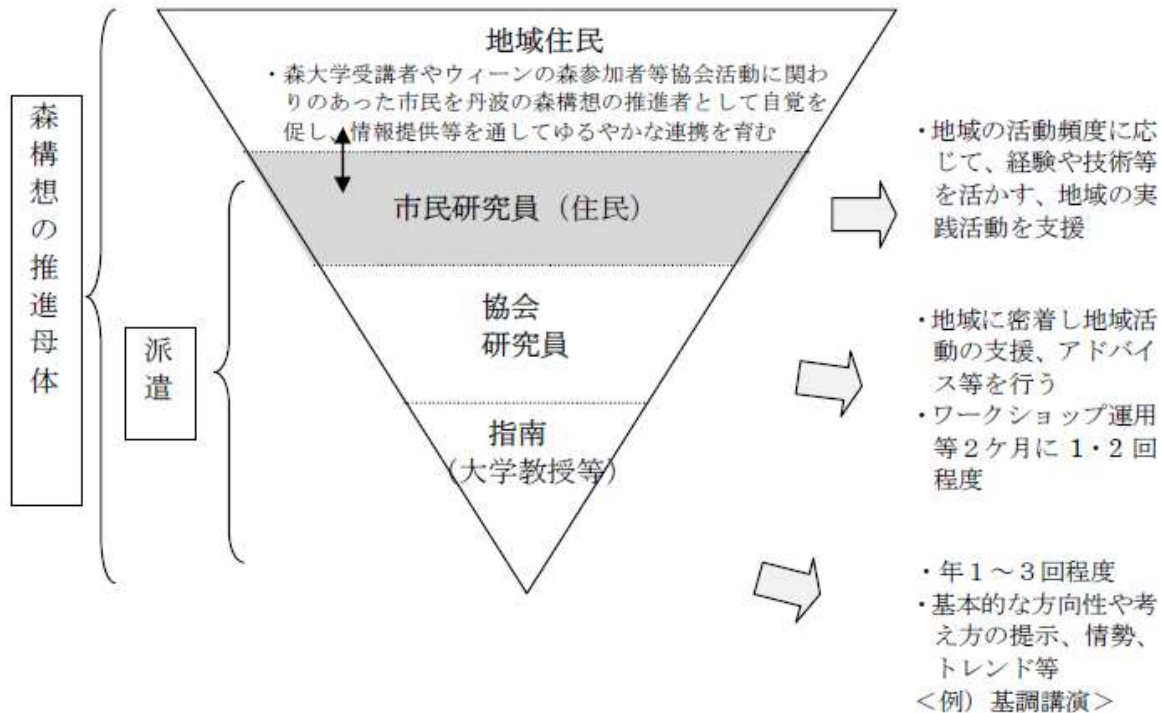 森構想の推進母体
派遣
地域住民
・森大学受講者やウィーンの森参加者等協会活動に関わ
りのあった市民を丹波の森構想の推進者として自覚を
促し、情報提供等を通してゆるやかな連携を育む
市民研究員（住民）
協会
研究員
指南
（大学教授等）
・地域の活動頻度に応
じて、経験や技術等
を活かす、地域の実
践活動を支援
・地域に密着し地域活
動の支援、アドバイ
ス等を行う
・ワークショップ運用
等２ケ月に 1・2 回
程度
・年１～３回程度
・基本的な方向性や考
え方の提示、情勢、
トレンド等
＜例）基調講演＞